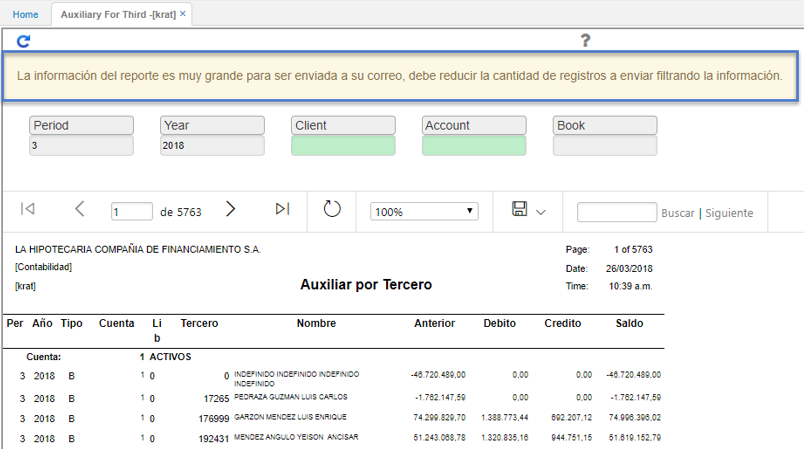 Home Auxiliary For Third -[krat] ×
?
La información del reporte es muy grande para ser enviada a su correo, debe reducir la cantidad de registros a enviar filtrando la información.
Period Year Client Account Book
3 2018
1 de 5763 100% Buscar | Siguiente
LA HIPOTECARIA COMPAÑIA DE FINANCIAMIENTO S.A. Page: 1 of 5763
[Contabilidad] Date: 26/03/2018
[krat] Auxiliar por Tercero Time: 10:39 a.m.
Per Año Tipo Cuenta Lib Tercero Nombre Anterior Debito Credito Saldo
Cuenta: 1 ACTIVOS
3 2018 B 1 0 0 INDEFINIDO INDEFINIDO INDEFINIDO INDEFINIDO -46.720.489,00 0,00 0,00 -46.720.489,00
3 2018 B 1 0 17265 PEDRAZA GUZMAN LUIS CARLOS -1.762.147,59 0,00 0,00 -1.762.147,59
3 2018 B 1 0 176999 GARZON MENDEZ LUIS ENRIQUE 74.299.829,70 1.388.773,44 692.207,12 74.996.396,02
3 2018 B 1 0 192431 MENDEZ ANGULO YEISON ANCISAR 51.243.068,78 1.320.835,16 944.751,15 51.619.152,79